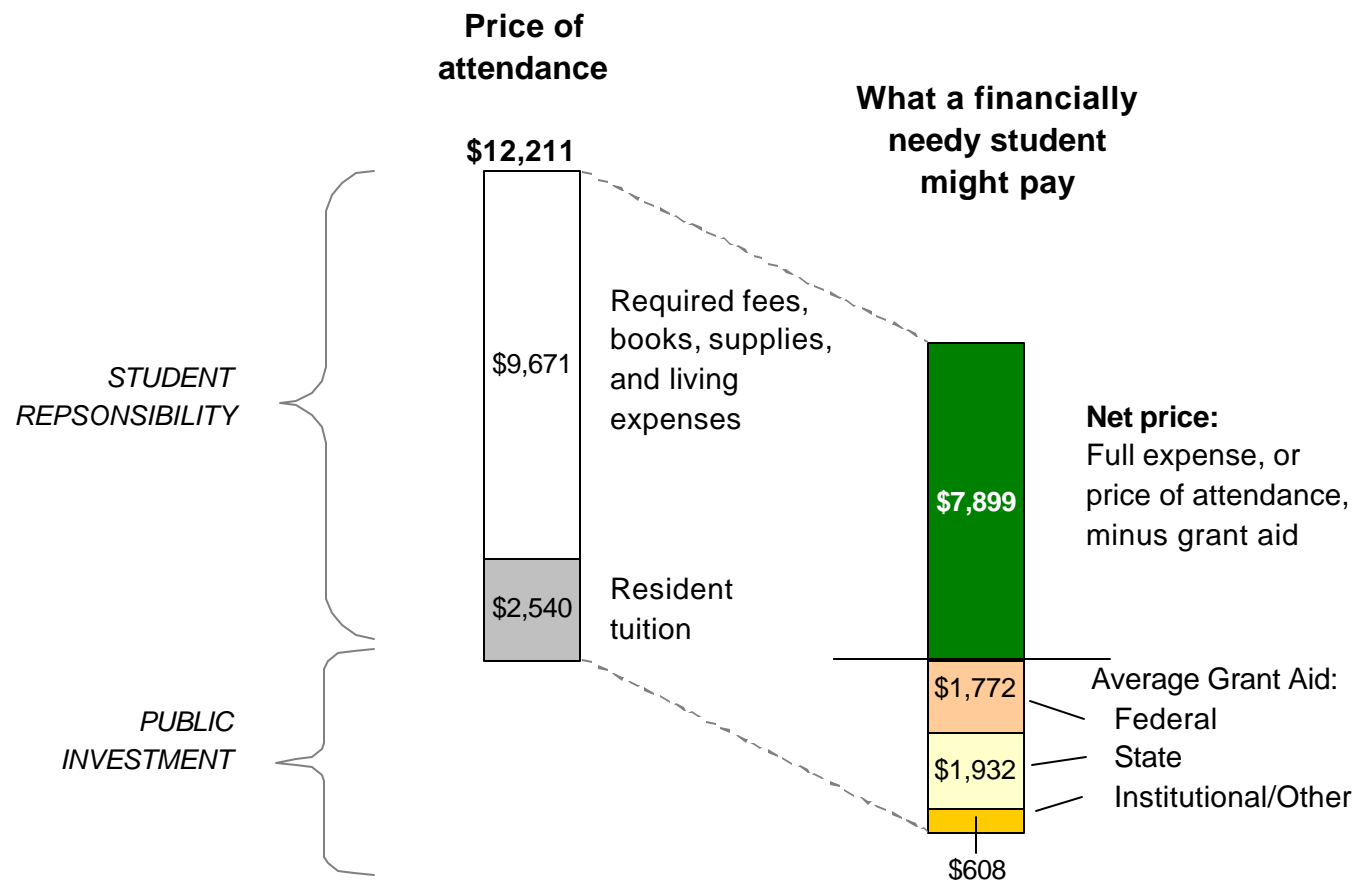 Price of
attendance
What a financially
needy student
might pay
$12,211
$9,671
Required fees,
books, supplies,
and living
expenses
STUDENT
REPSONSIBILITY
$7,899
Net price:
Full expense, or
price of attendance,
minus grant aid
$2,540
Resident
tuition
PUBLIC
INVESTMENT
$1,772
Average Grant Aid:
Federal
$1,932
State
Institutional/Other
$608